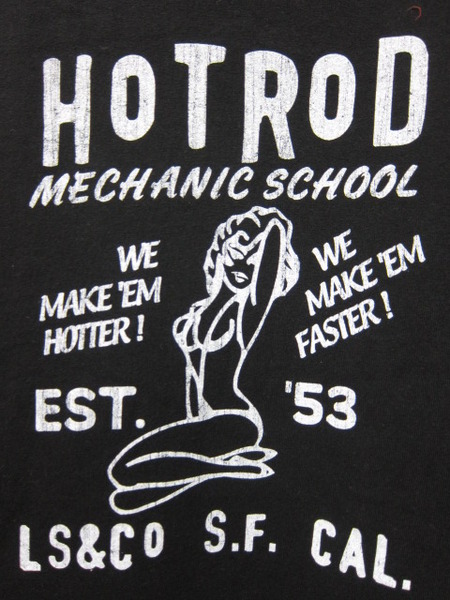 HOTROD
MECHANIC SCHOOL
WE
MAKE 'EM
HOTTER !
WE
MAKE 'EM
FASTER !
EST. '53
LS&CO S.F. CAL.